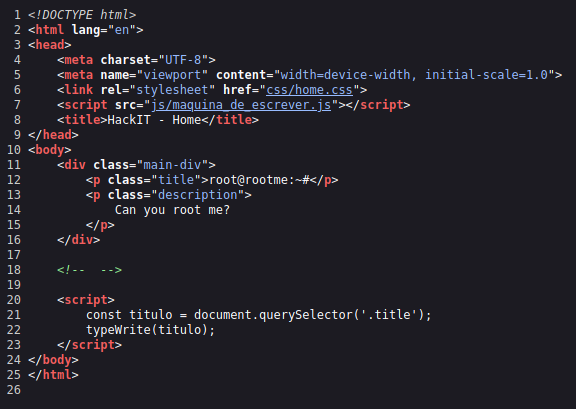 1 <!DOCTYPE html>
2 <html lang="en">
3 <head>
4     <meta charset="UTF-8">
5     <meta name="viewport" content="width=device-width, initial-scale=1.0">
6     <link rel="stylesheet" href="css/home.css">
7     <script src="js/maquina_de_escrever.js"></script>
8     <title>HackIT - Home</title>
9 </head>
10 <body>
11     <div class="main-div">
12         <p class="title">root@rootme:~#</p>
13         <p class="description">
14             Can you root me?
15         </p>
16     </div>
17
18     <!--  -->
19
20     <script>
21         const titulo = document.querySelector('.title');
22         typeWrite(titulo);
23     </script>
24 </body>
25 </html>
26